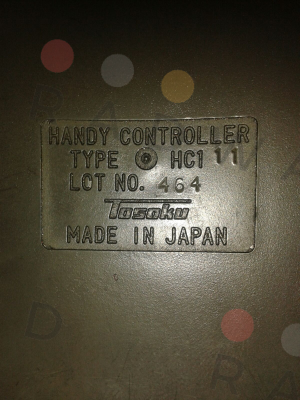 HANDY CONTROLLER
TYPE HC1 11
LOT NO. 464
Tosoku
MADE IN JAPAN